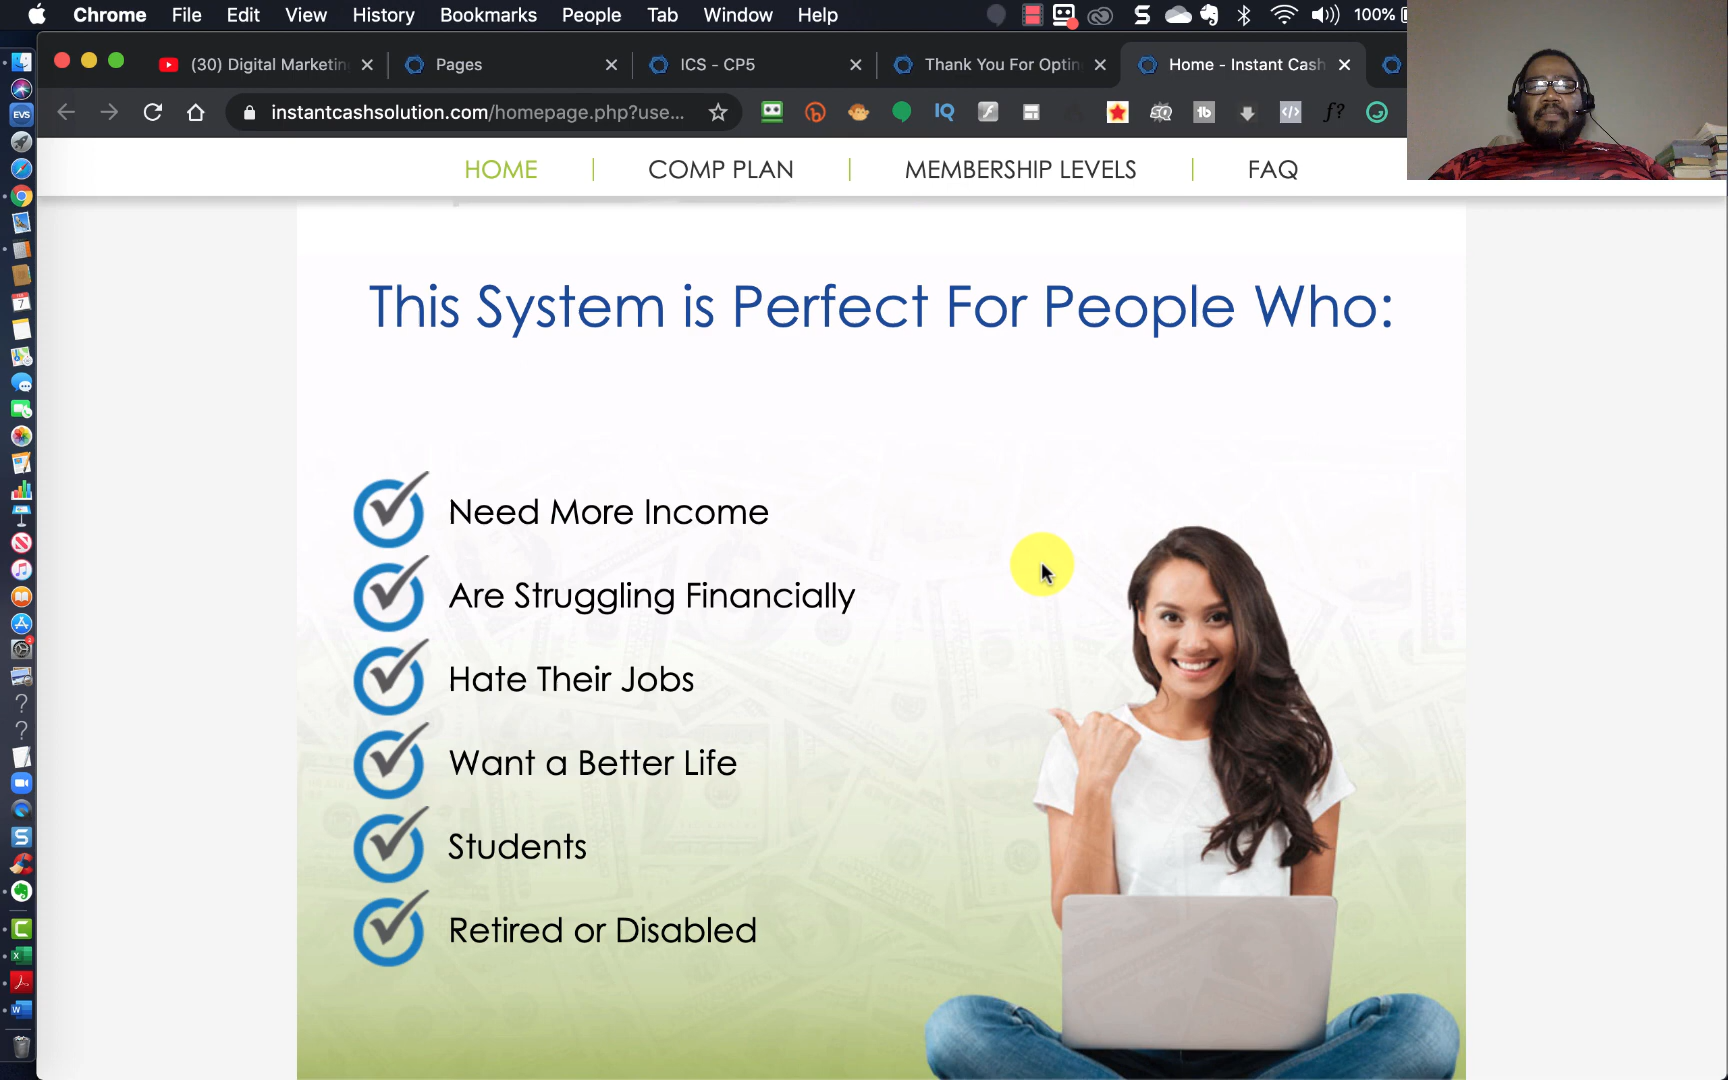 Chrome File Edit View History Bookmarks People Tab Window Help 100%
(30) Digital Marketin
Pages
ICS - CP5
Thank You For Optin
Home - Instant Cash
instantcashsolution.com/homepage.php?use...
HOME
COMP PLAN
MEMBERSHIP LEVELS
FAQ
This System is Perfect For People Who:
Need More Income
Are Struggling Financially
Hate Their Jobs
Want a Better Life
Students
Retired or Disabled